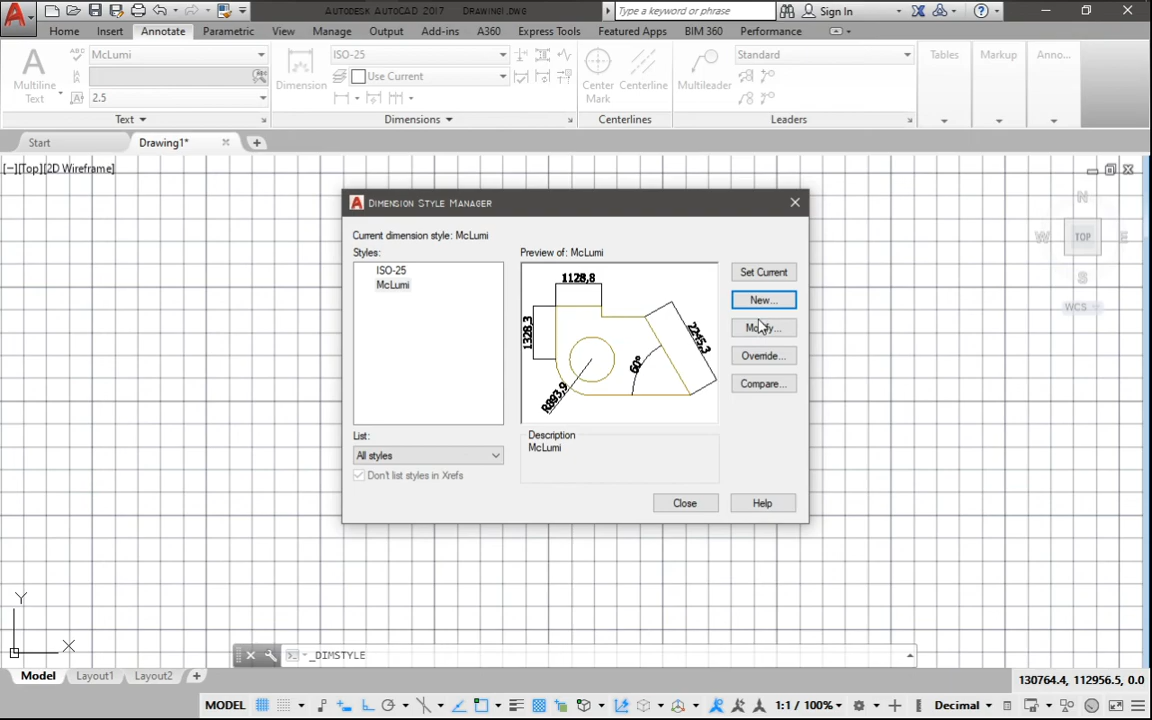 AUTODESK AUTOCAD 2017 DRAWING1.DWG
Type a keyword or phrase
Sign In
Home Insert Annotate Parametric View Manage Output Add-ins A360 Express Tools Featured Apps BIM 360 Performance
McLumi
ISO-25
Standard
Multiline
Text
2.5
Dimension
Use Current
Center
Mark
Centerline
Multileader
Tables
Markup
Anno...
Text
Dimensions
Centerlines
Leaders
Start
Drawing1*
[−][Top][2D Wireframe]
N
W
TOP
E
S
WCS
DIMENSION STYLE MANAGER
Current dimension style: McLumi
Styles:
ISO-25
McLumi
Preview of: McLumi
1128,8
1328,3
2245,3
60°
R893,9
Set Current
New...
Override...
Compare...
List:
All styles
Don't list styles in Xrefs
Description
McLumi
Close
Help
Y
X
_DIMSTYLE
Model
Layout1
Layout2
130764.4, 112956.5, 0.0
MODEL
1:1 / 100%
Decimal